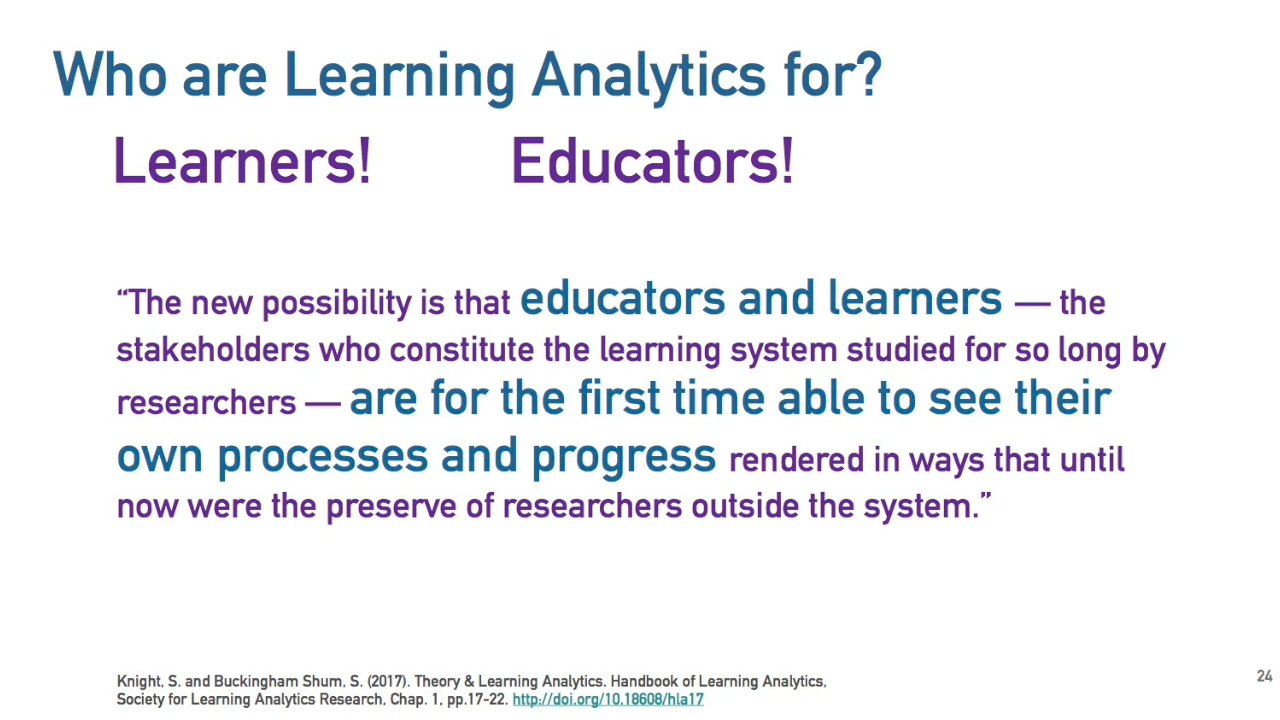 Who are Learning Analytics for?
Learners! Educators!
“The new possibility is that educators and learners — the
stakeholders who constitute the learning system studied for so long by
researchers — are for the first time able to see their
own processes and progress rendered in ways that until
now were the preserve of researchers outside the system.”
Knight, S. and Buckingham Shum, S. (2017). Theory & Learning Analytics. Handbook of Learning Analytics,
Society for Learning Analytics Research, Chap. 1, pp.17-22. http://doi.org/10.18608/hla17
24